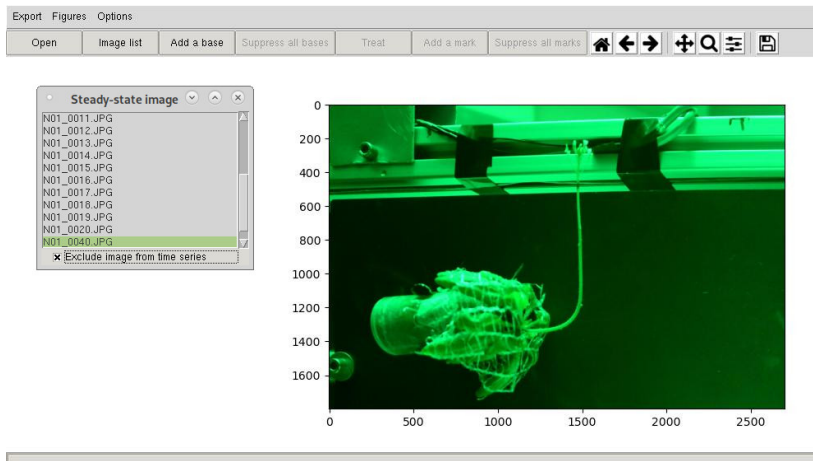 Export Figures Options
Open Image list Add a base Suppress all bases Treat Add a mark Suppress all marks
Steady-state image
N01_0011.JPG
N01_0012.JPG
N01_0013.JPG
N01_0014.JPG
N01_0015.JPG
N01_0016.JPG
N01_0017.JPG
N01_0018.JPG
N01_0019.JPG
N01_0020.JPG
N01_0040.JPG
Exclude image from time series
0
200
400
600
800
1000
1200
1400
1600
0 500 1000 1500 2000 2500